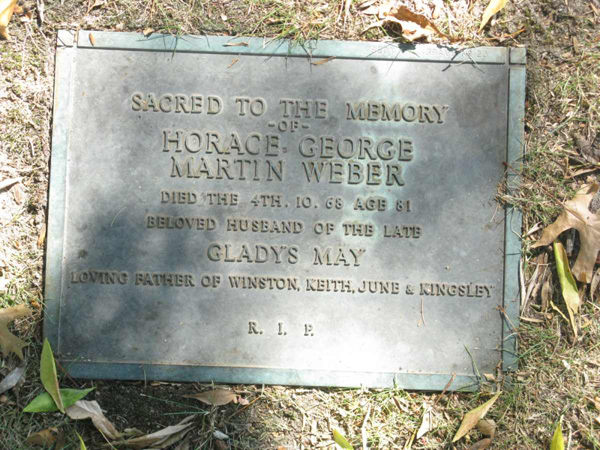 SACRED TO THE MEMORY
-OF-
HORACE GEORGE
MARTIN WEBER
DIED THE 4TH. 10. 68 AGE 81
BELOVED HUSBAND OF THE LATE
GLADYS MAY
LOVING FATHER OF WINSTON, KEITH, JUNE & KINGSLEY
R. I. P.